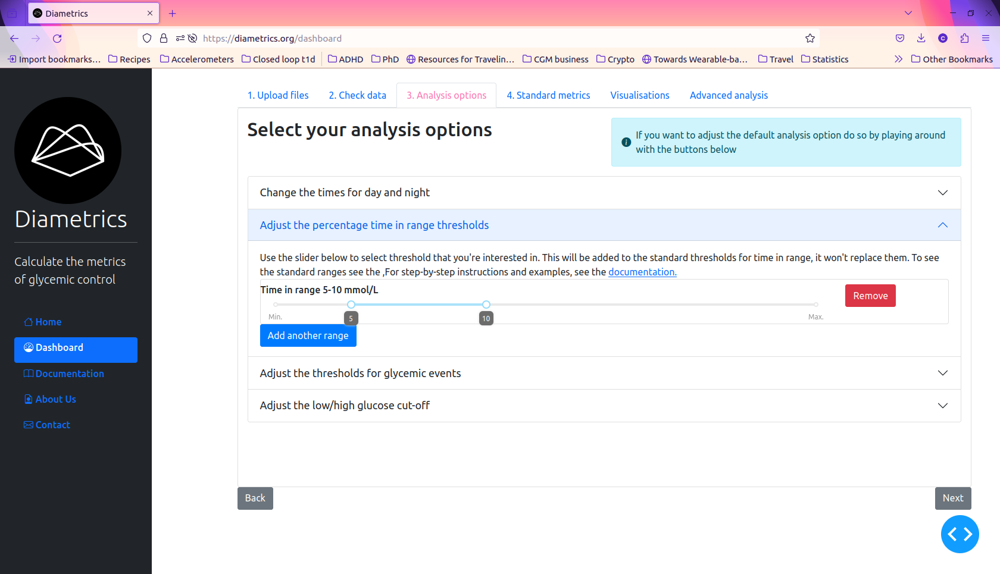 Diametrics
https://diametrics.org/dashboard
Import bookmarks... Recipes Accelerometers Closed loop t1d ADHD PhD Resources for Travelin... CGM business Crypto Towards Wearable-ba... Travel Statistics Other Bookmarks
C
Diametrics
Calculate the metrics
of glycemic control
Home
Dashboard
Documentation
About Us
Contact
1. Upload files 2. Check data 3. Analysis options 4. Standard metrics Visualisations Advanced analysis
Select your analysis options
If you want to adjust the default analysis option do so by playing around
with the buttons below
Change the times for day and night
Adjust the percentage time in range thresholds
Use the slider below to select threshold that you're interested in. This will be added to the standard thresholds for time in range, it won't replace them. To see
the standard ranges see the ,For step-by-step instructions and examples, see the documentation.
Time in range 5-10 mmol/L
Remove
Min. 5 10 Max.
Add another range
Adjust the thresholds for glycemic events
Adjust the low/high glucose cut-off
Back
Next